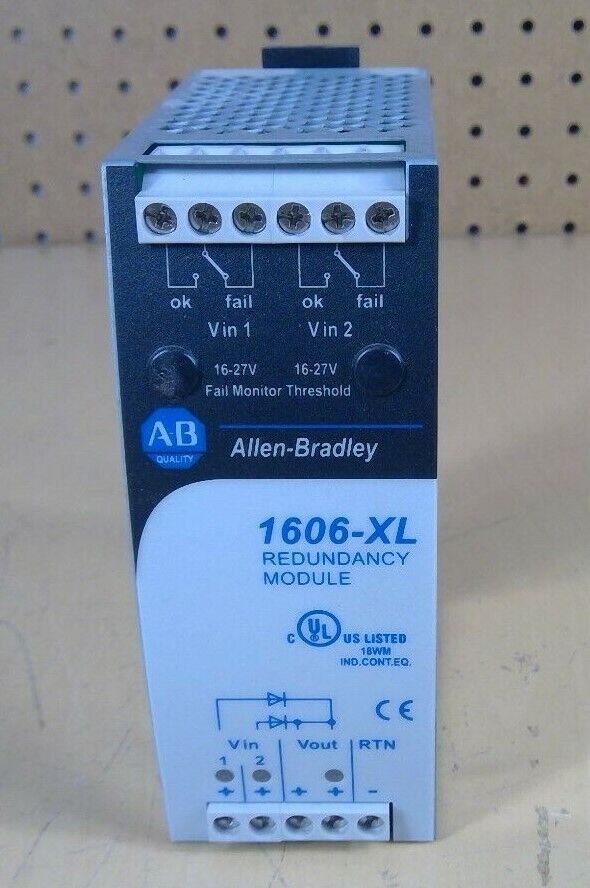 ok fail ok fail
Vin 1 Vin 2
16-27V 16-27V
Fail Monitor Threshold
AB
QUALITY
Allen-Bradley
1606-XL
REDUNDANCY
MODULE
C UL ® US LISTED
18WM
IND.CONT.EQ.
CE
Vin Vout RTN
1 2
+ + + + -